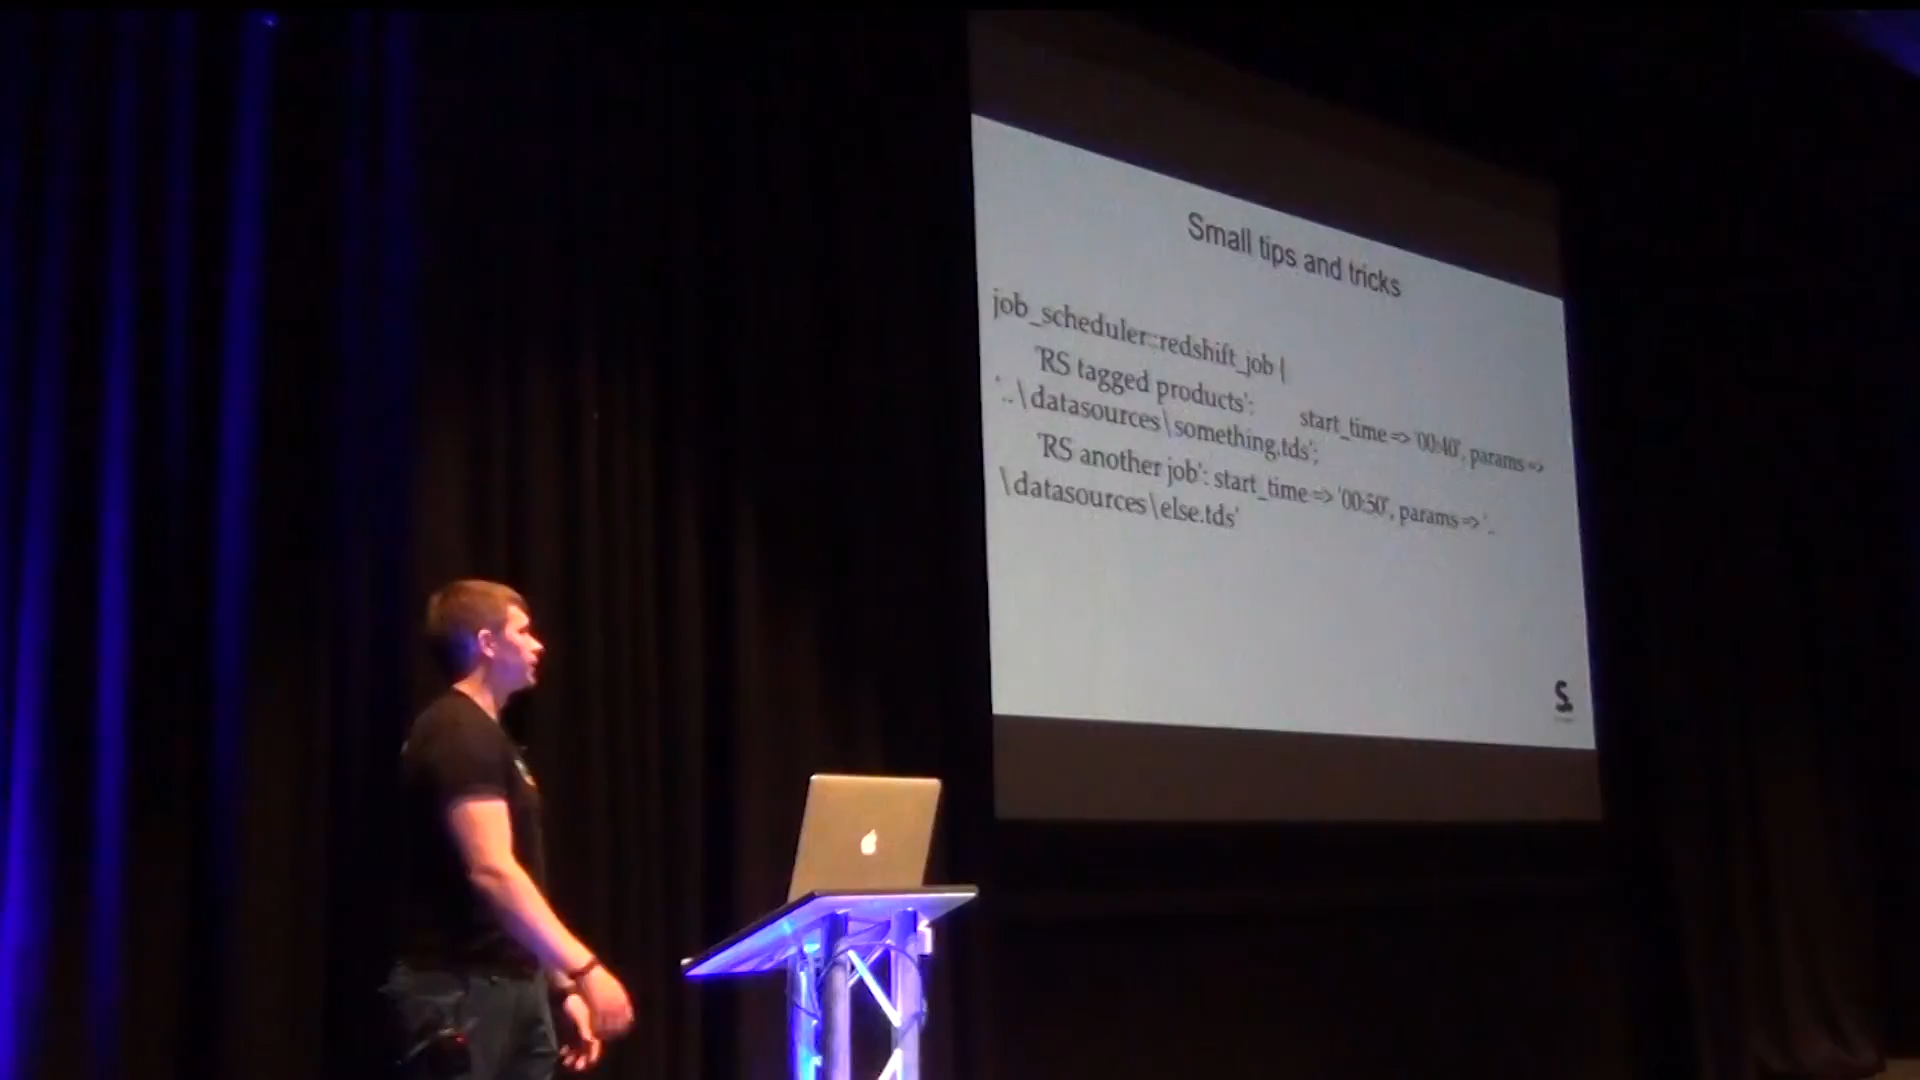 Small tips and tricks
job_scheduler::redshift_job {
'RS tagged products': start_time => '00:40', params =>
'..\datasources\something.tds';
'RS another job': start_time => '00:50', params => '..
\datasources\else.tds'
S.